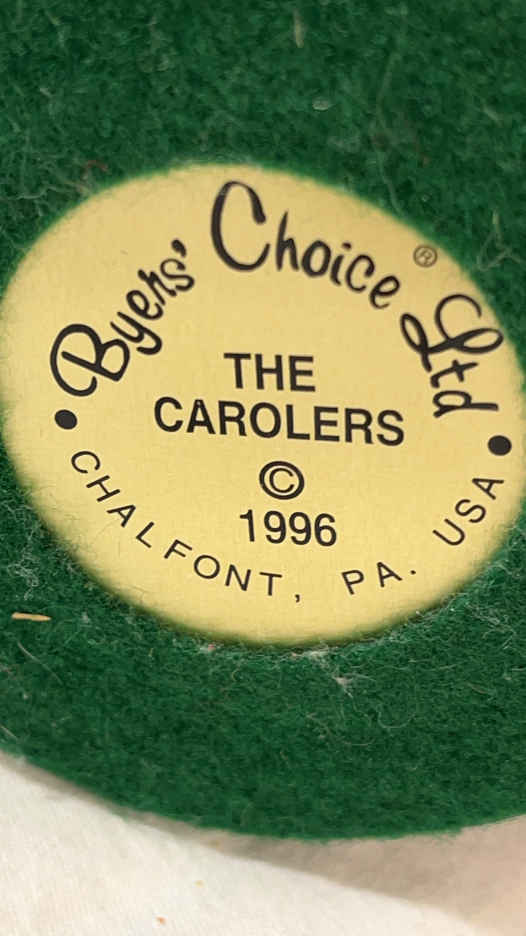 Byers' Choice® Ltd
THE
CAROLERS
©
1996
• CHALFONT, PA. USA •